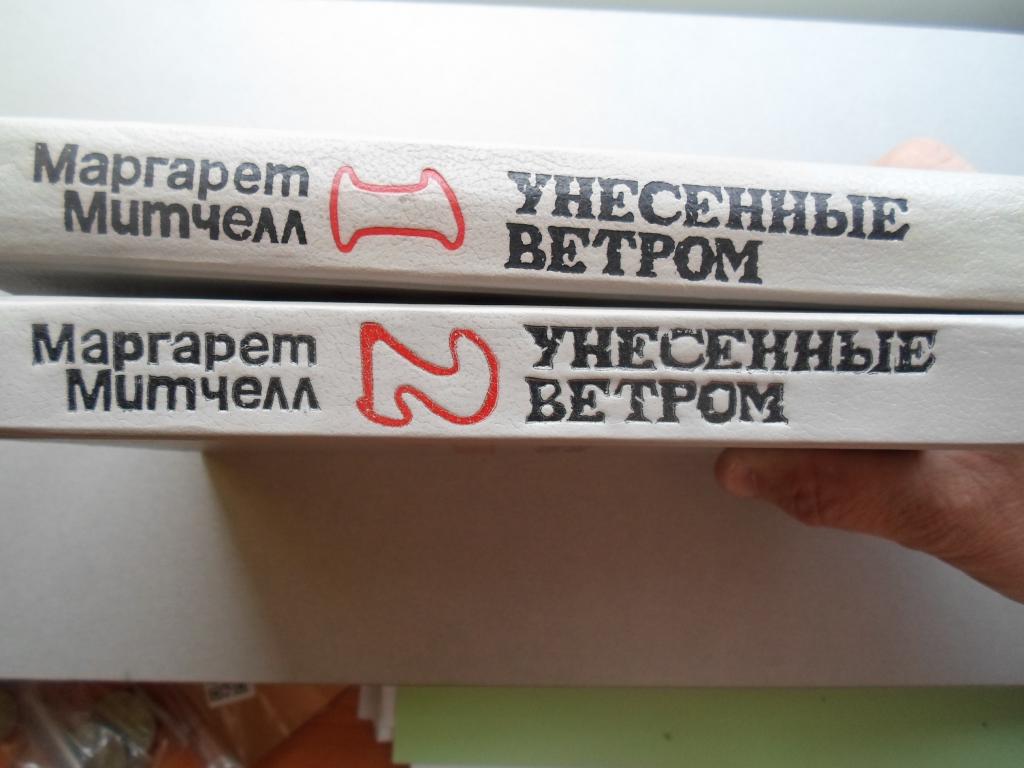 Маргарет
Митчелл
1
УНЕСЕННЫЕ
ВЕТРОМ
Маргарет
Митчелл
2
УНЕСЕННЫЕ
ВЕТРОМ